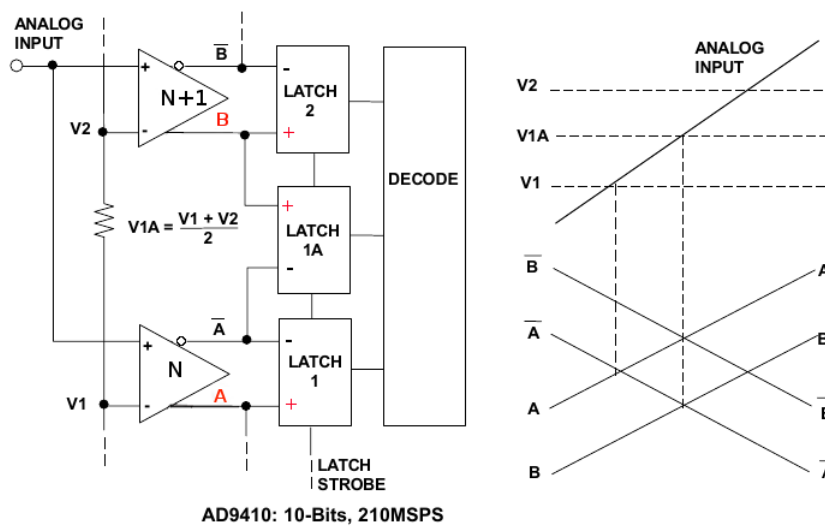 ANALOG
INPUT
B
+
N+1
-
V2
B
-
LATCH
2
+
DECODE
V1A = V1 + V2
2
+
LATCH
1A
-
A
+
N
-
V1
A
-
LATCH
1
+
LATCH
STROBE
AD9410: 10-Bits, 210MSPS
ANALOG
INPUT
V2
V1A
V1
B
A
A
B
A
B
B
A